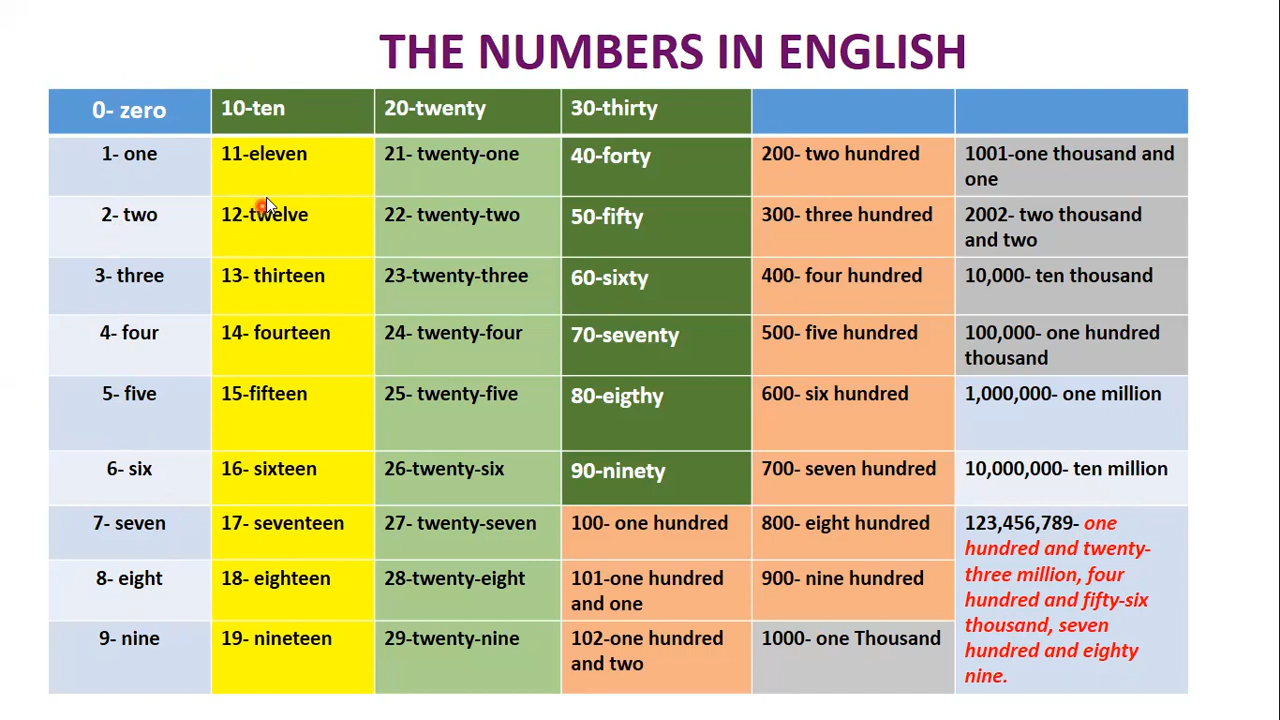 THE NUMBERS IN ENGLISH
0- zero
10-ten
20-twenty
30-thirty
1- one
11-eleven
21- twenty-one
40-forty
200- two hundred
1001-one thousand and
one
2- two
12-twelve
22- twenty-two
50-fifty
300- three hundred
2002- two thousand
and two
3- three
13- thirteen
23-twenty-three
60-sixty
400- four hundred
10,000- ten thousand
4- four
14- fourteen
24- twenty-four
70-seventy
500- five hundred
100,000- one hundred
thousand
5- five
15-fifteen
25- twenty-five
80-eigthy
600- six hundred
1,000,000- one million
6- six
16- sixteen
26-twenty-six
90-ninety
700- seven hundred
10,000,000- ten million
7- seven
17- seventeen
27- twenty-seven
100- one hundred
800- eight hundred
123,456,789- one
hundred and twenty-
three million, four
hundred and fifty-six
thousand, seven
hundred and eighty
nine.
8- eight
18- eighteen
28-twenty-eight
101-one hundred
and one
900- nine hundred
9- nine
19- nineteen
29-twenty-nine
102-one hundred
and two
1000- one Thousand